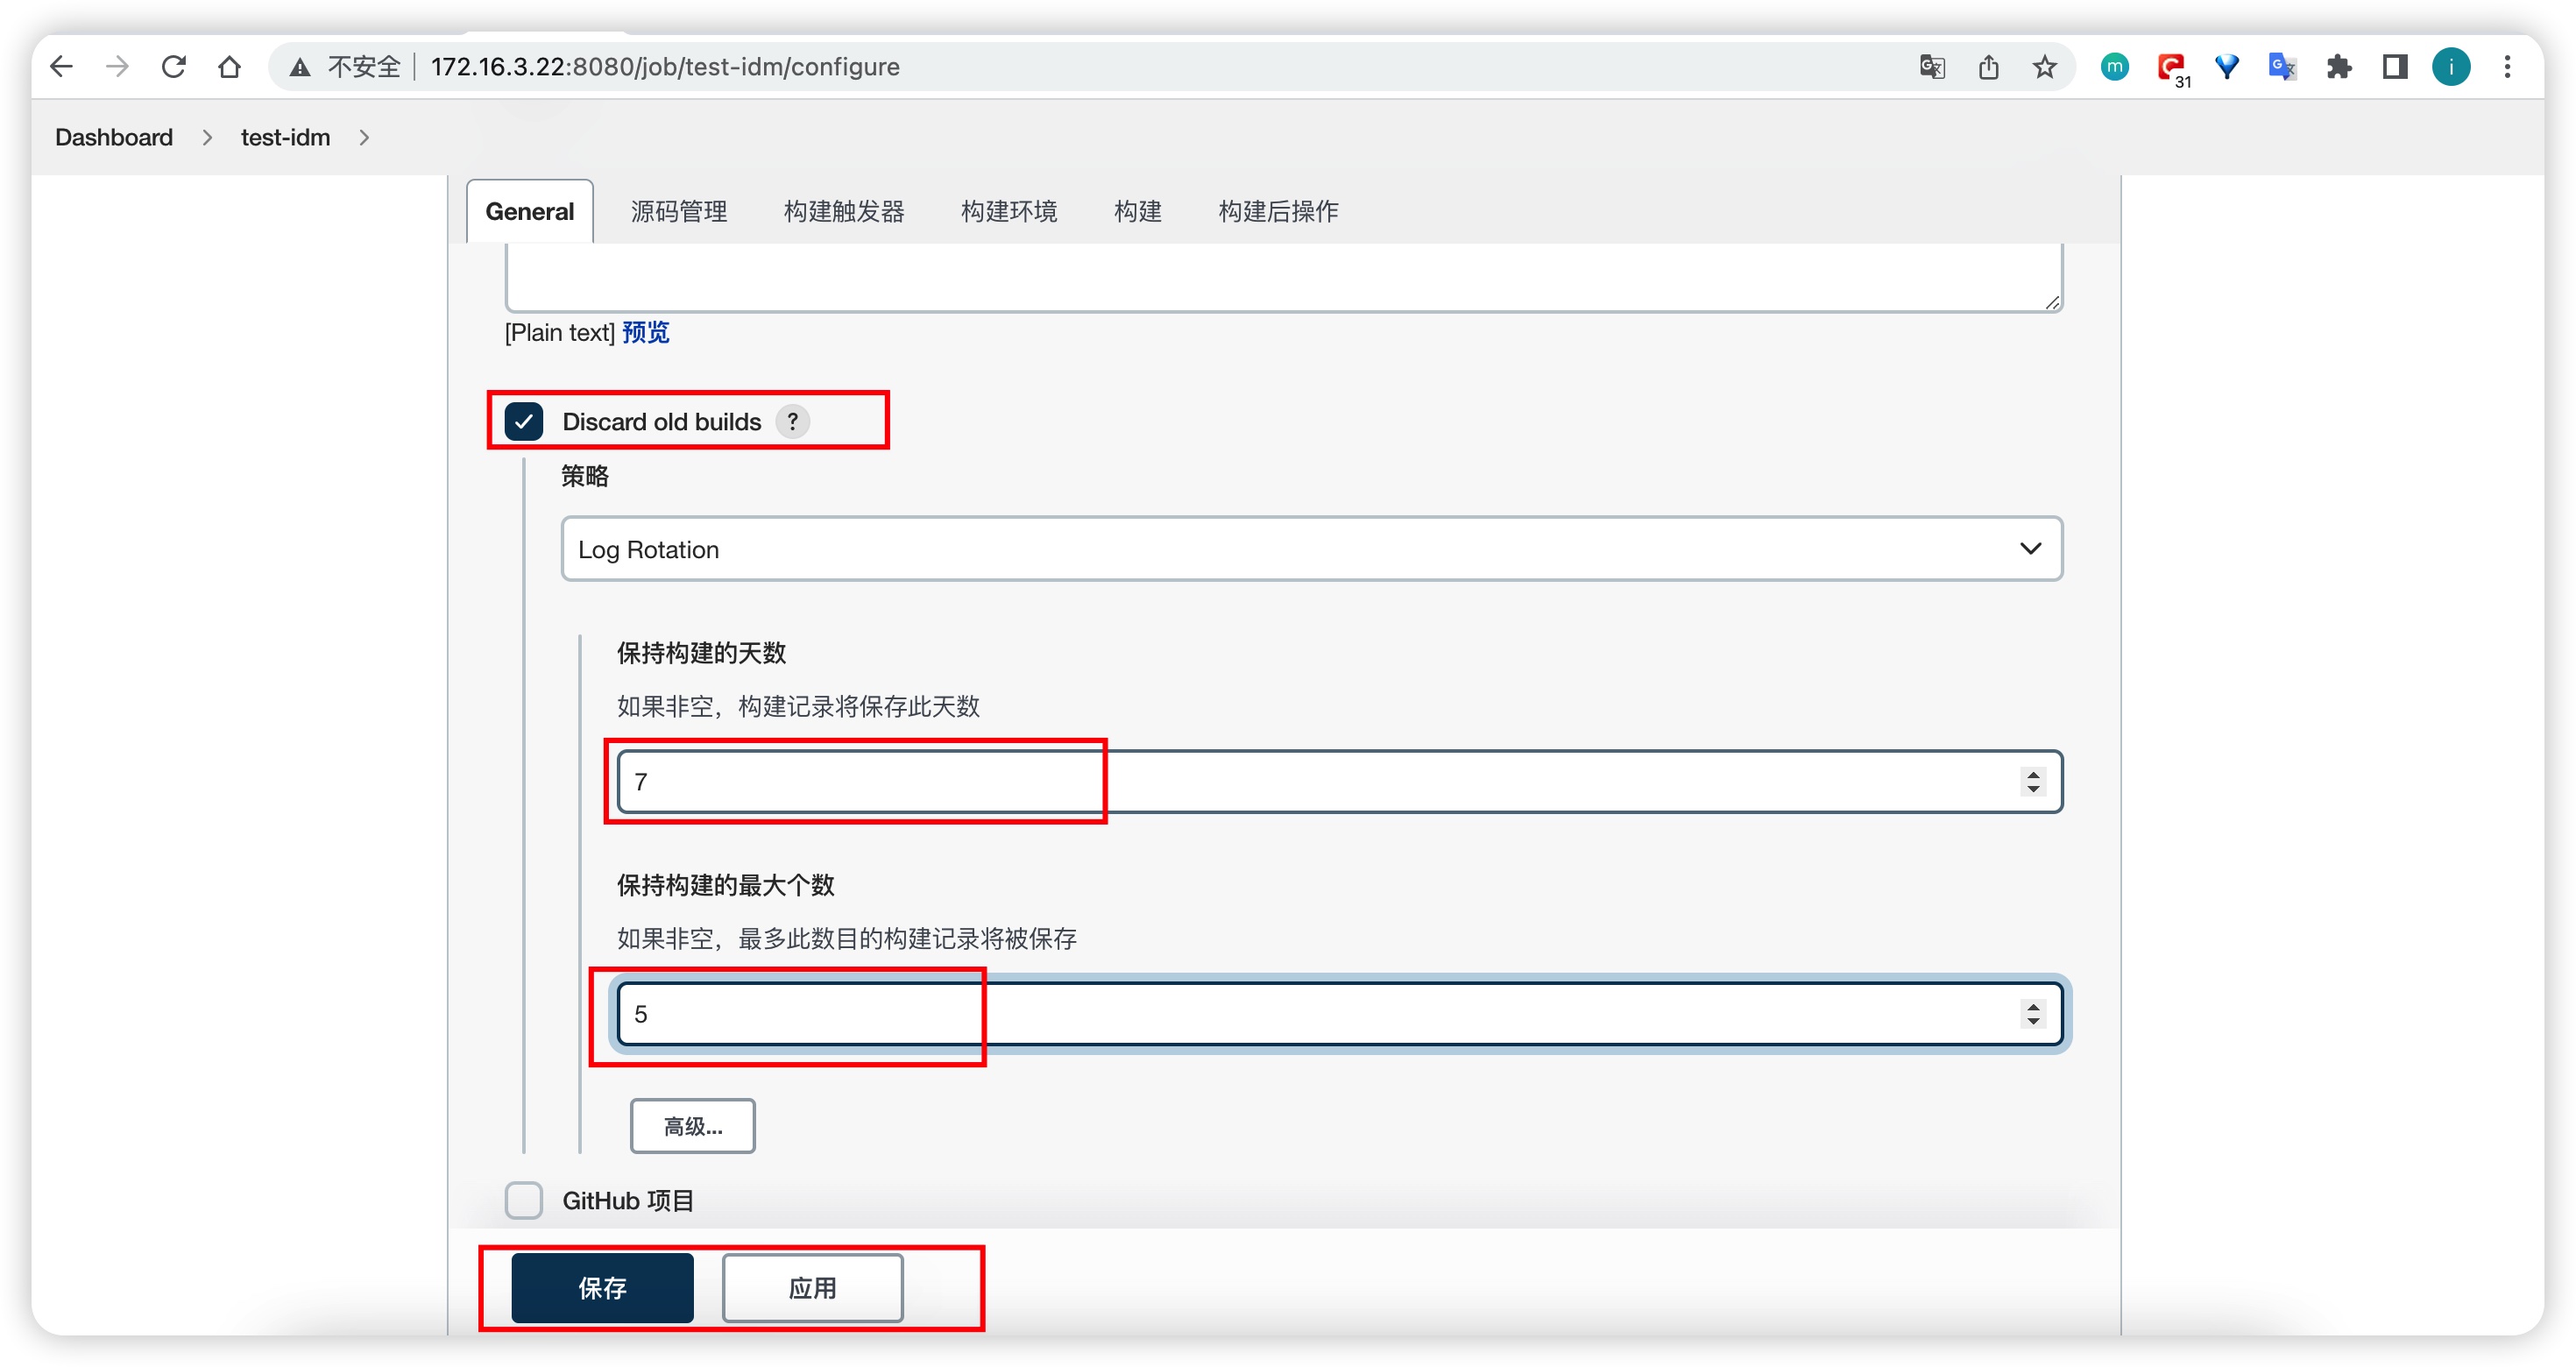 不安全 172.16.3.22:8080/job/test-idm/configure m 31 G文 i
Dashboard test-idm
General 源码管理 构建触发器 构建环境 构建 构建后操作
[Plain text] 预览
Discard old builds ?
策略
Log Rotation
保持构建的天数
如果非空，构建记录将保存此天数
7
保持构建的最大个数
如果非空，最多此数目的构建记录将被保存
5
高级...
GitHub 项目
保存 应用